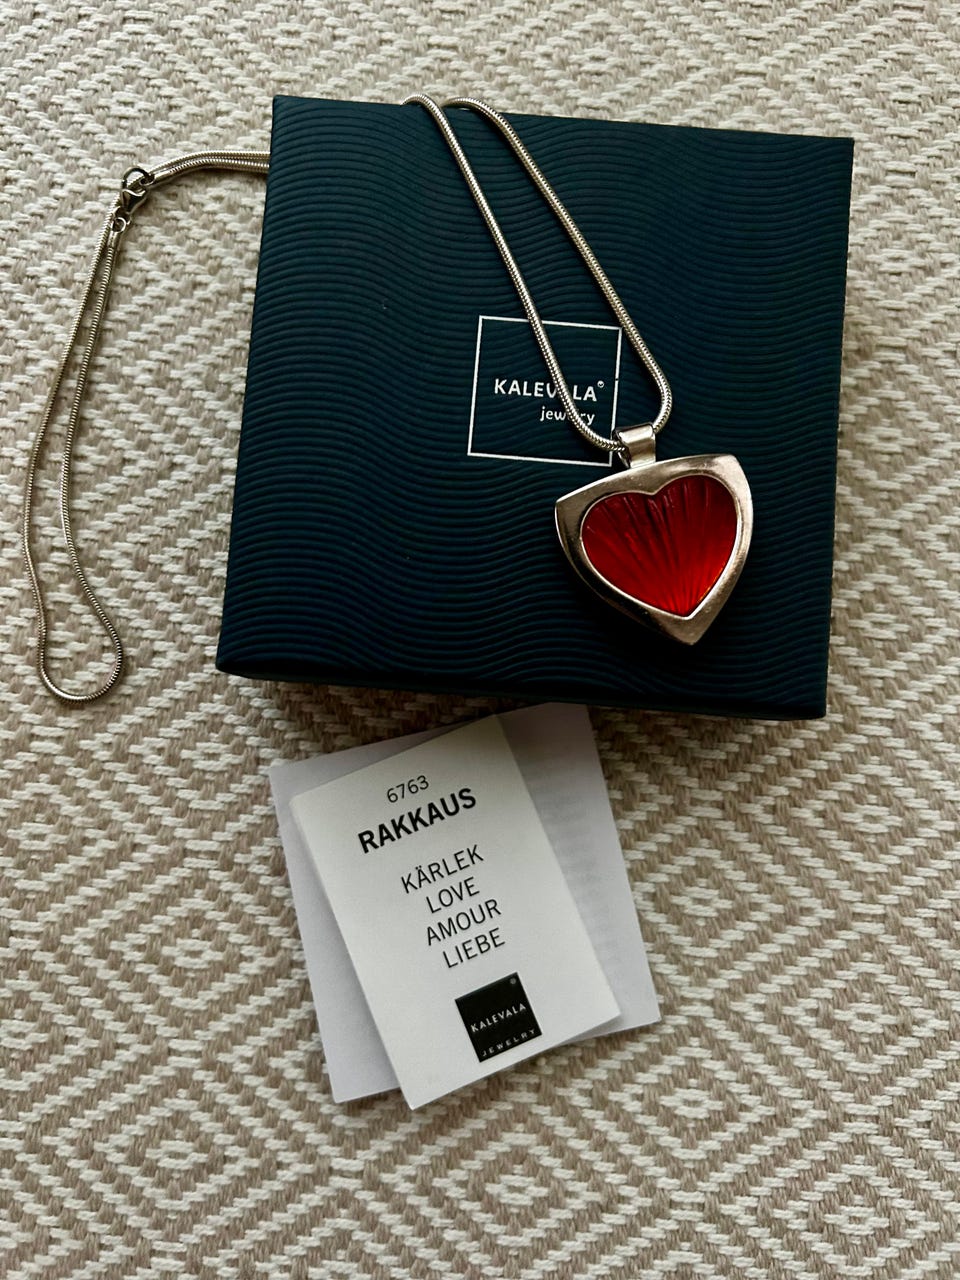 KALEVALA
jewelry
6763
RAKKAUS
KÄRLEK
LOVE
AMOUR
LIEBE
KALEVALA
JEWELRY